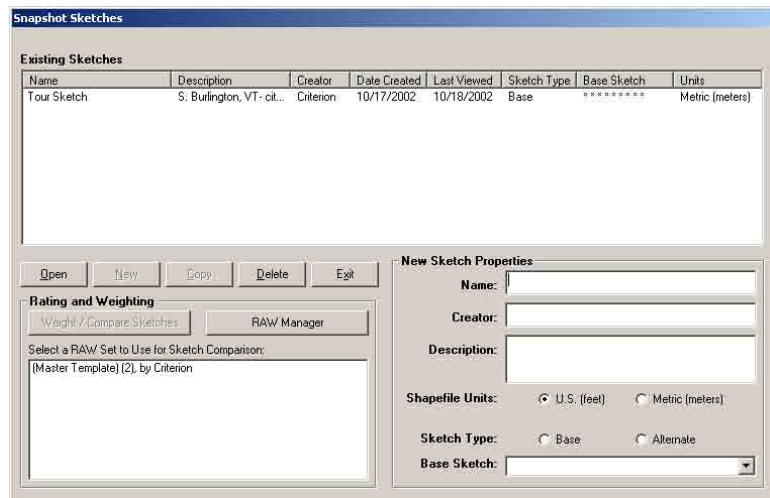 Snapshot Sketches
Existing Sketches
Name Description Creator Date Created Last Viewed Sketch Type Base Sketch Units
Tour Sketch S. Burlington, VT- cit... Criterion 10/17/2002 10/18/2002 Base ********* Metric (meters)
Open New Copy Delete Exit
Rating and Weighting
Weight / Compare Sketches RAW Manager
Select a RAW Set to Use for Sketch Comparison:
(Master Template) (2), by Criterion
New Sketch Properties
Name:
Creator:
Description:
Shapefile Units: U.S. (feet) Metric (meters)
Sketch Type: Base Alternate
Base Sketch: